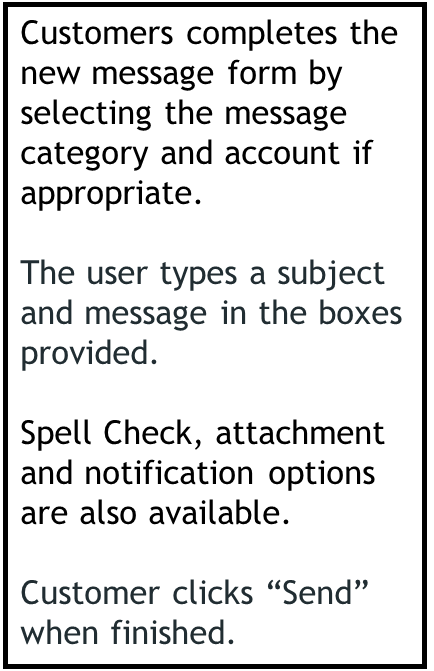 Customers completes the
new message form by
selecting the message
category and account if
appropriate.
The user types a subject
and message in the boxes
provided.
Spell Check, attachment
and notification options
are also available.
Customer clicks “Send”
when finished.